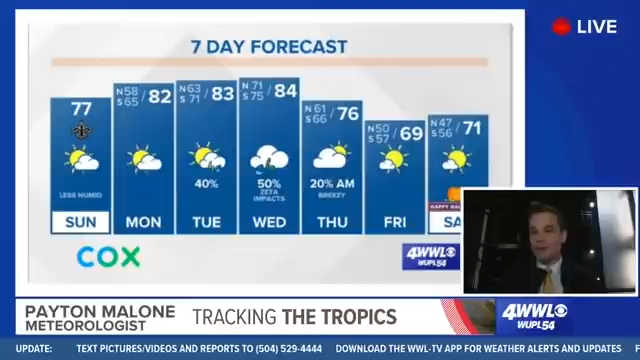 LIVE
7 DAY FORECAST
77
LESS HUMID
SUN
N58
S65 / 82
MON
N63
S71 / 83
40%
TUE
N71
S75 / 84
50%
ZETA
IMPACTS
WED
N61
S66 / 76
20% AM
BREEZY
THU
N50
S57 / 69
FRI
N47
S56 / 71
SA
COX
4WWL
WUPL54
PAYTON MALONE
METEOROLOGIST
TRACKING THE TROPICS
4WWL
WUPL54
UPDATE: TEXT PICTURES/VIDEOS AND REPORTS TO (504) 529-4444 DOWNLOAD THE WWL-TV APP FOR WEATHER ALERTS AND UPDATES F